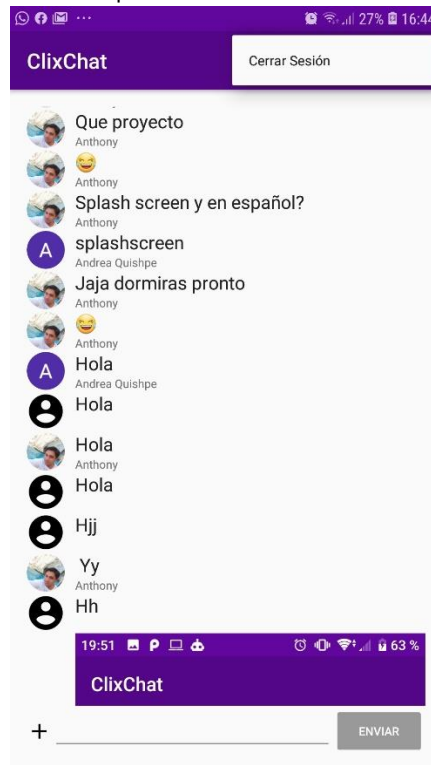 27% 16:44
ClixChat
Cerrar Sesión
Que proyecto
Anthony
😂
Anthony
Splash screen y en español?
Anthony
A
splashscreen
Andrea Quishpe
Jaja dormiras pronto
Anthony
😂
Anthony
A
Hola
Andrea Quishpe
Hola
Hola
Anthony
Hola
Hjj
Yy
Anthony
Hh
19:51 P 63 %
ClixChat
+
ENVIAR